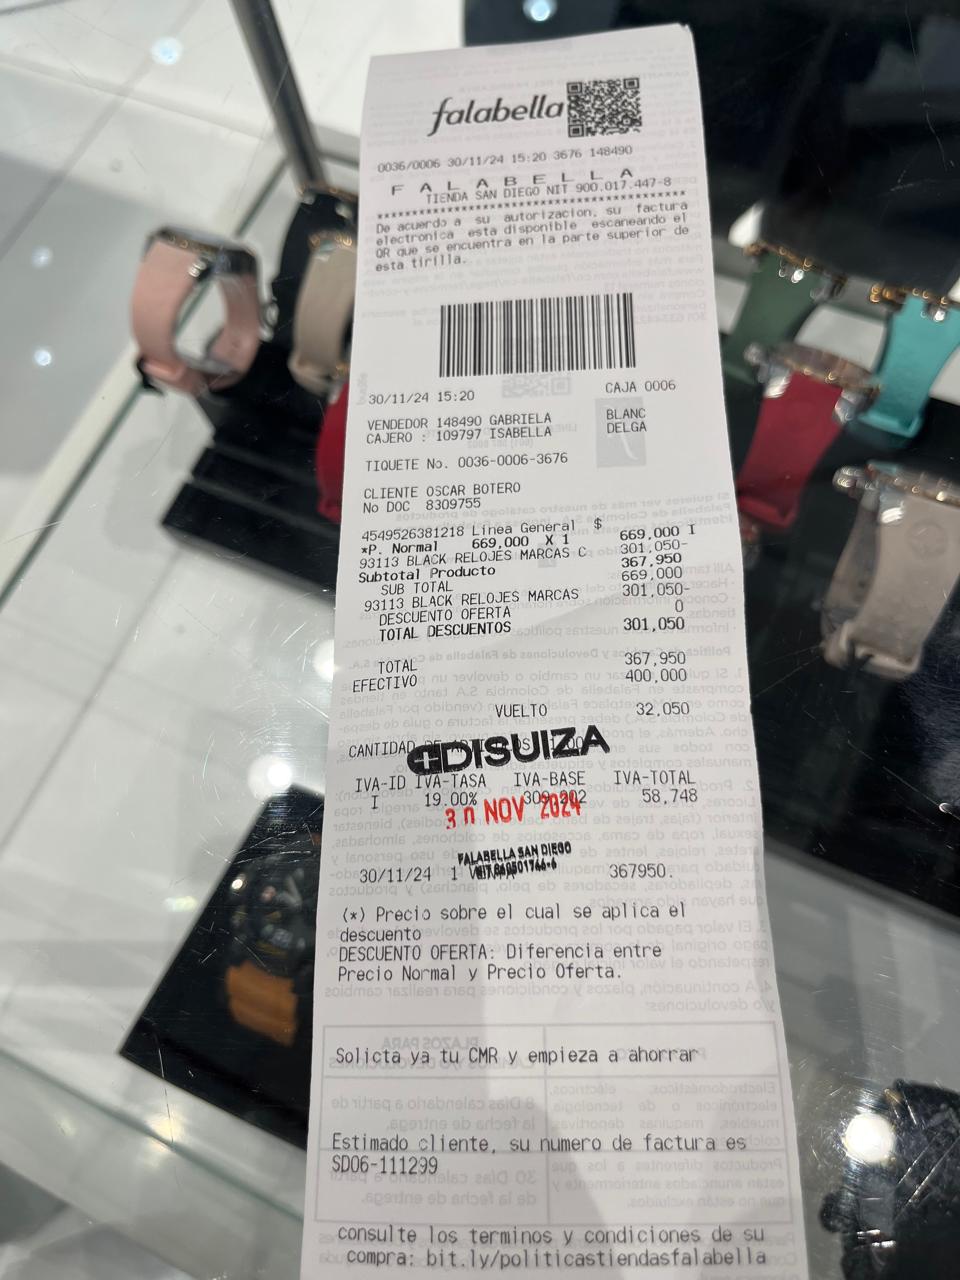 falabella
0036/0006 30/11/24 15:20 3676 148490
F A L A B E L L A
TIENDA SAN DIEGO NIT 900.017.447-8
****************************************
De acuerdo a su autorizacion, su factura
electronica esta disponible escaneando el
QR que se encuentra en la parte superior de
esta tirilla.
30/11/24 15:20 CAJA 0006
VENDEDOR 148490 GABRIELA BLANC
CAJERO : 109797 ISABELLA DELGA
TIQUETE No. 0036-0006-3676
CLIENTE OSCAR BOTERO
No DOC 8309755
4549526381218 Linea General $
*P. Normal 669,000 X 1 669,000 I
93113 BLACK RELOJES MARCAS C 301,050-
Subtotal Producto 367,950
SUB TOTAL 669,000
93113 BLACK RELOJES MARCAS 301,050-
DESCUENTO OFERTA 0
TOTAL DESCUENTOS 301,050
TOTAL 367,950
EFECTIVO 400,000
VUELTO 32,050
CANTIDAD
DISUIZA
IVA-ID IVA-TASA IVA-BASE IVA-TOTAL
I 19.00% 309,202 58,748
30 NOV 2024
FALABELLA SAN DIEGO
30/11/24 1 367950.
(*) Precio sobre el cual se aplica el
descuento
DESCUENTO OFERTA: Diferencia entre
Precio Normal y Precio Oferta.
Solicta ya tu CMR y empieza a ahorrar
Estimado cliente, su numero de factura es
SD06-111299
consulte los terminos y condiciones de su
compra: bit.ly/politicastiendasfalabella